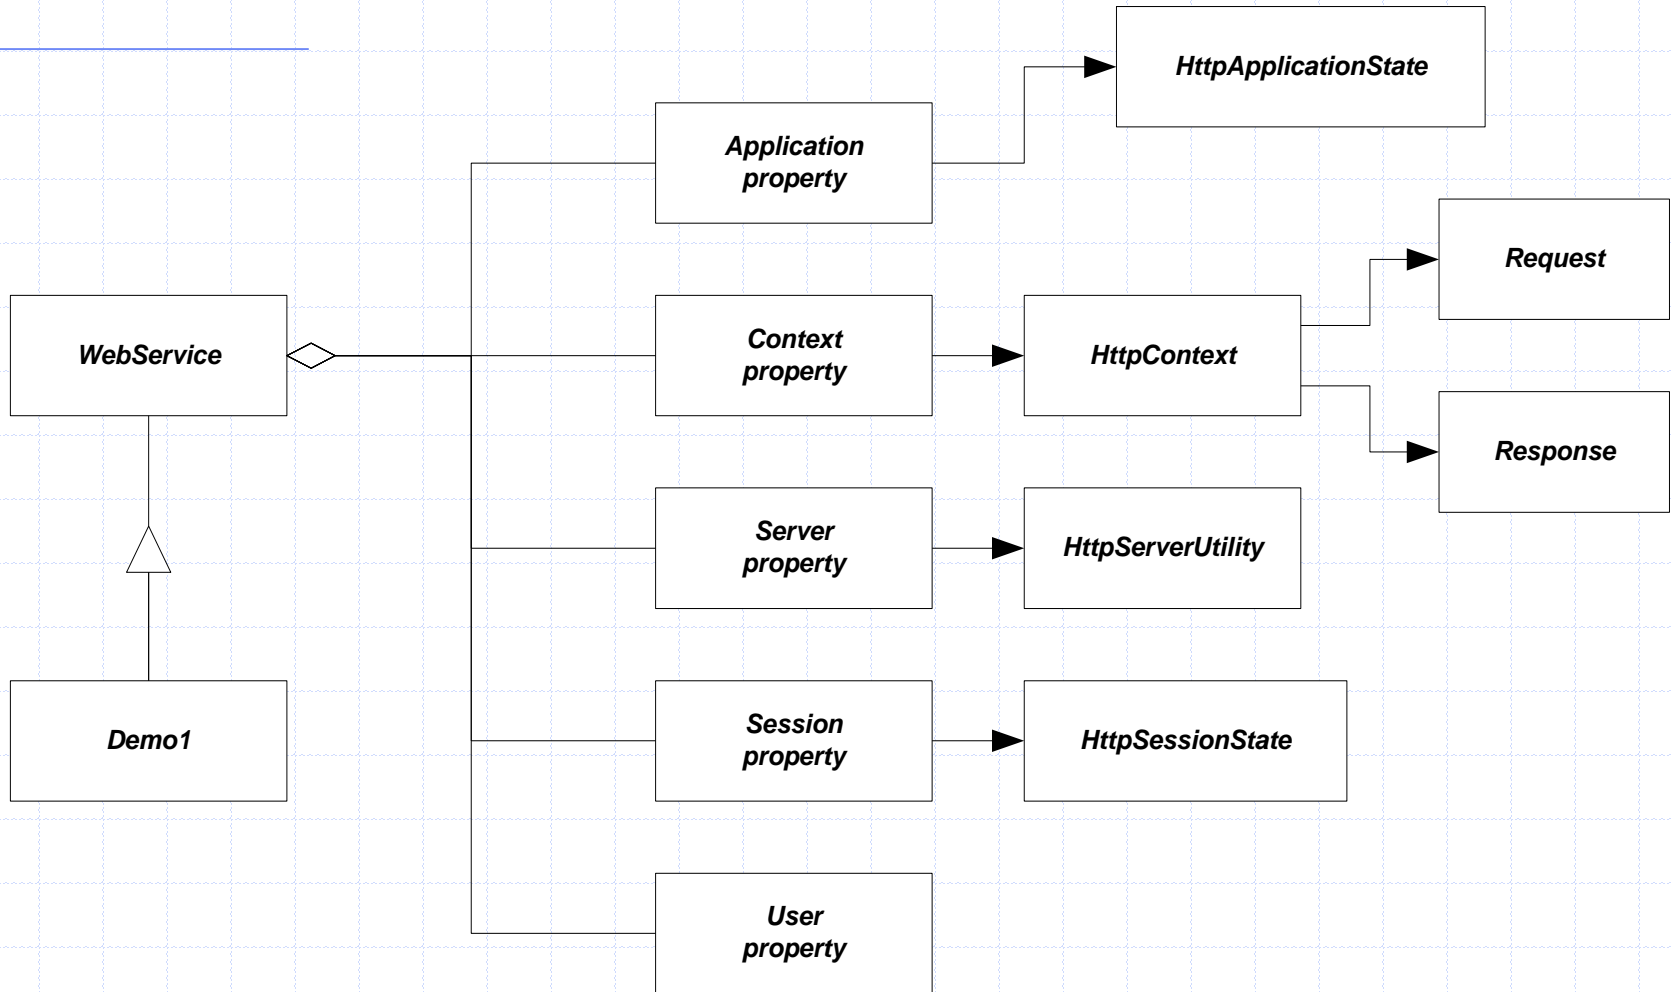 HttpApplicationState
Application
property
Request
WebService
Context
property
HttpContext
Response
Server
property
HttpServerUtility
Demo1
Session
property
HttpSessionState
User
property